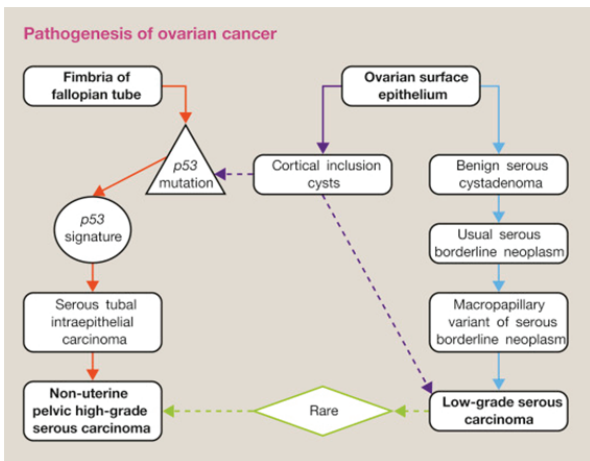 Pathogenesis of ovarian cancer
Fimbria of
fallopian tube
Ovarian surface
epithelium
p53
mutation
Cortical inclusion
cysts
Benign serous
cystadenoma
p53
signature
Usual serous
borderline neoplasm
Serous tubal
intraepithelial
carcinoma
Macropapillary
variant of serous
borderline neoplasm
Non-uterine
pelvic high-grade
serous carcinoma
Rare
Low-grade serous
carcinoma